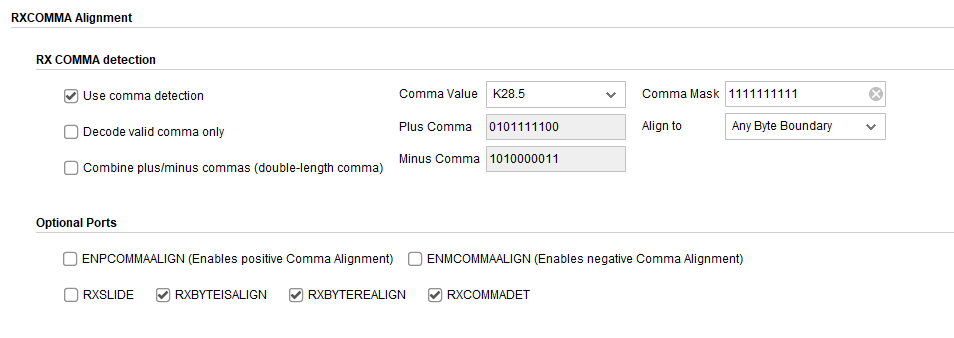 RXCOMMA Alignment
RX COMMA detection
Use comma detection
Comma Value K28.5
Comma Mask 1111111111
Decode valid comma only
Plus Comma 0101111100
Align to Any Byte Boundary
Combine plus/minus commas (double-length comma)
Minus Comma 1010000011
Optional Ports
ENPCOMMAALIGN (Enables positive Comma Alignment) ENMCOMMAALIGN (Enables negative Comma Alignment)
RXSLIDE RXBYTEISALIGN RXBYTEREALIGN RXCOMMADET